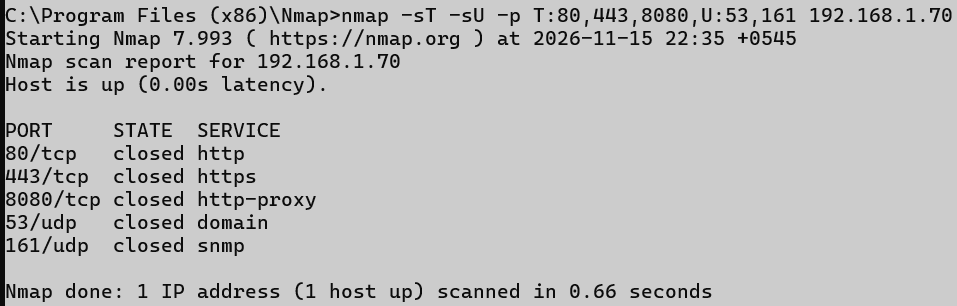 C:\Program Files (x86)\Nmap>nmap -sT -sU -p T:80,443,8080,U:53,161 192.168.1.70
Starting Nmap 7.993 ( https://nmap.org ) at 2026-11-15 22:35 +0545
Nmap scan report for 192.168.1.70
Host is up (0.00s latency).

PORT     STATE  SERVICE
80/tcp   closed http
443/tcp  closed https
8080/tcp closed http-proxy
53/udp   closed domain
161/udp  closed snmp

Nmap done: 1 IP address (1 host up) scanned in 0.66 seconds